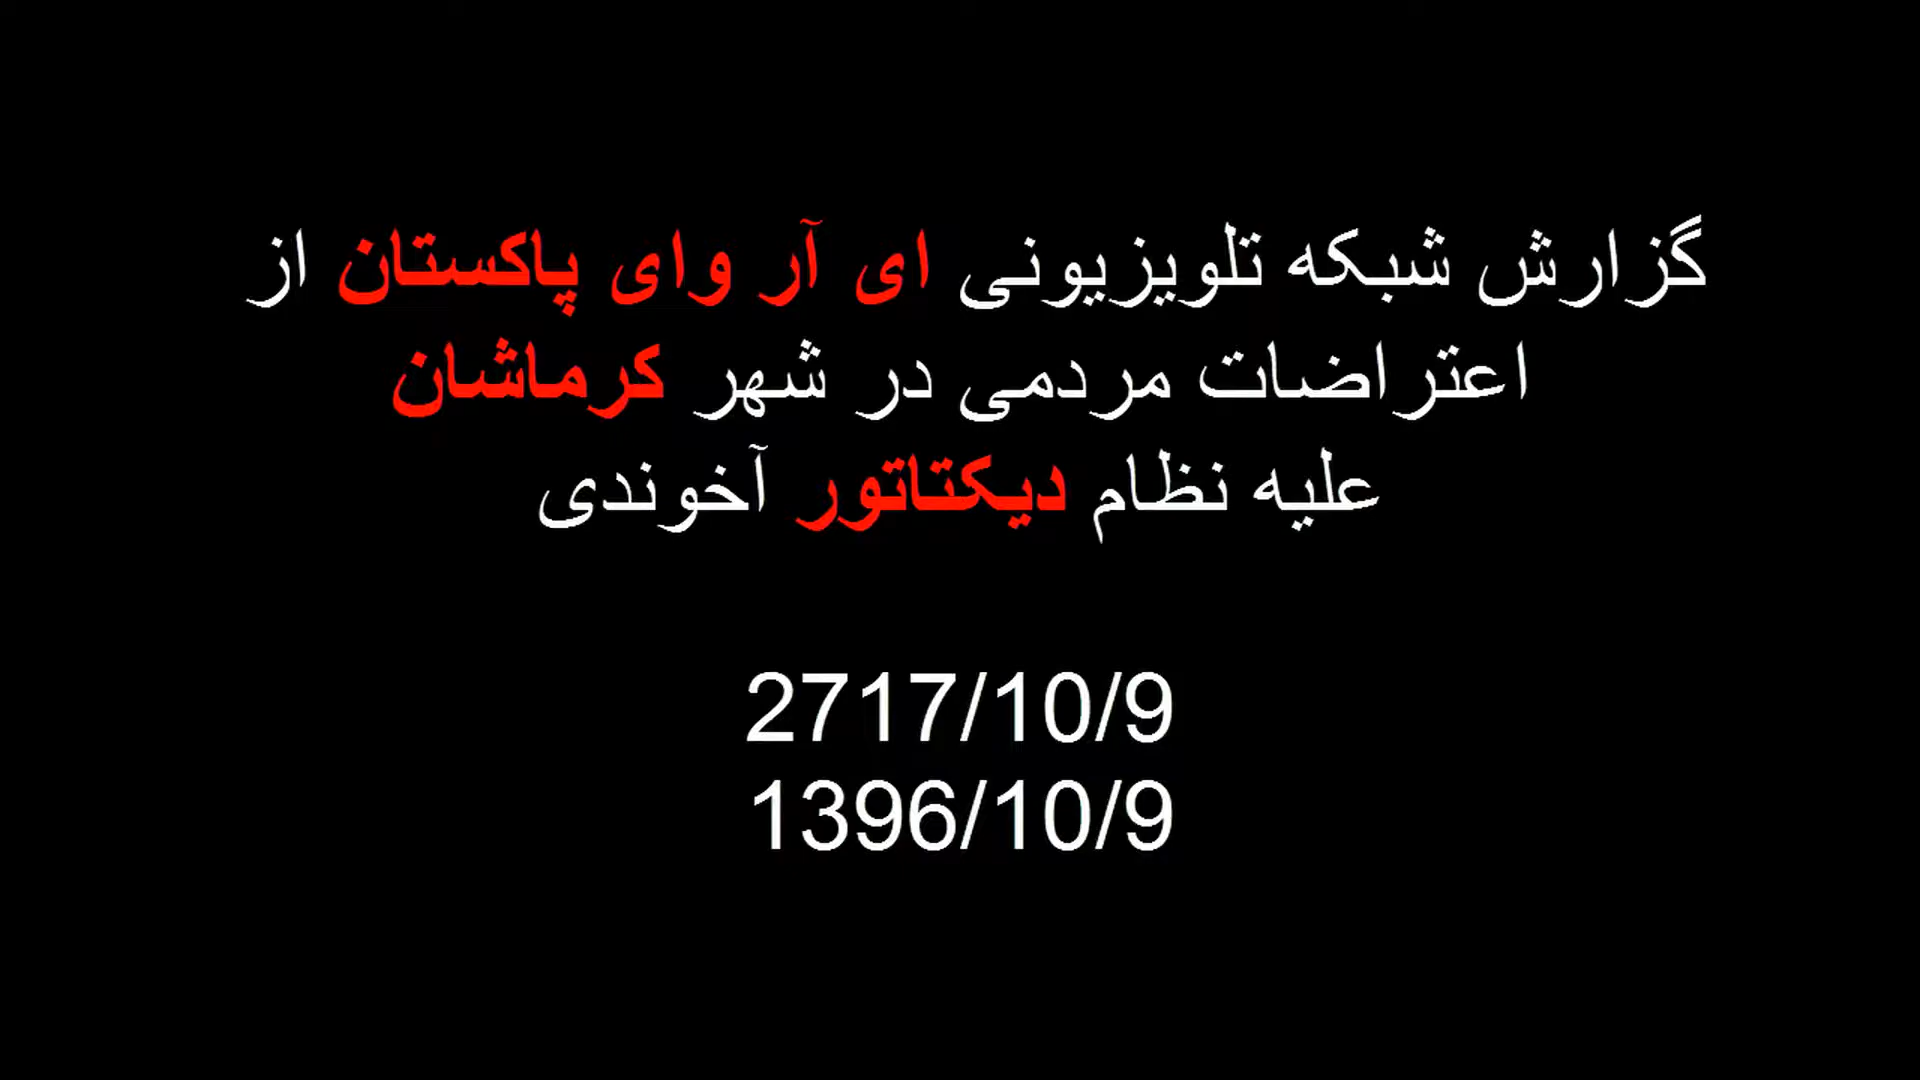 گزارش شبکه تلویزیونی ای آر وای پاکستان از
اعتراضات مردمی در شهر کرماشان
علیه نظام دیکتاتور آخوندی
2717/10/9
1396/10/9